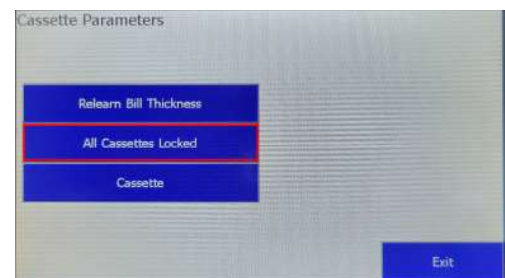 Cassette Parameters
Relearn Bill Thickness
All Cassettes Locked
Cassette
Exit